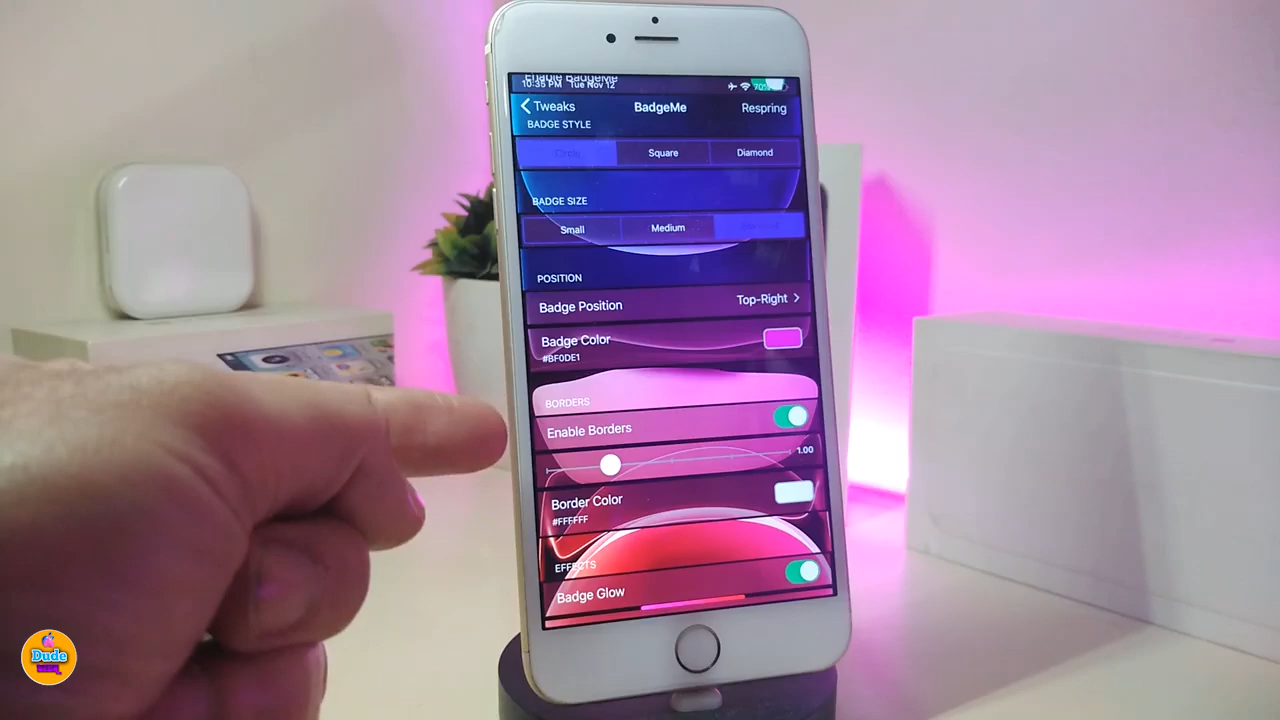 Enable BadgeMe
10:35 PM Tue Nov 12
70%
Tweaks BadgeMe Respring
BADGE STYLE
Circle Square Diamond
BADGE SIZE
Small Medium
POSITION
Badge Position Top-Right
Badge Color
#BF0DE1
BORDERS
Enable Borders
1.00
Border Color
#FFFFFF
EFFECTS
Badge Glow
Dude